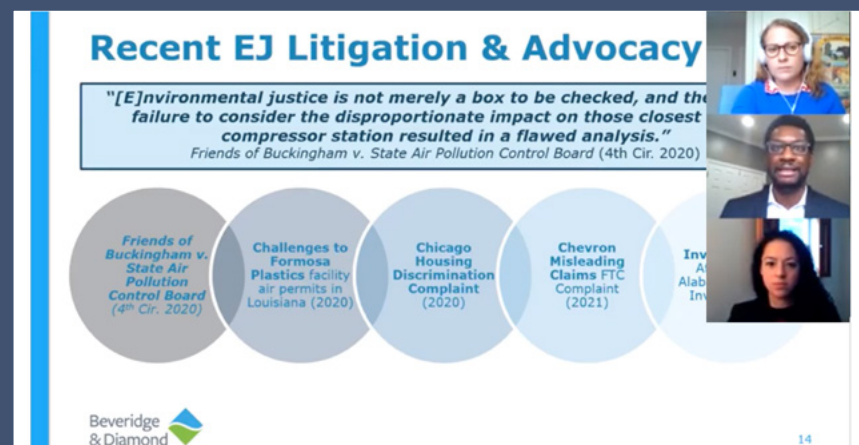 Recent EJ Litigation & Advocacy
"[E]nvironmental justice is not merely a box to be checked, and the
failure to consider the disproportionate impact on those closest
compressor station resulted in a flawed analysis."
Friends of Buckingham v. State Air Pollution Control Board (4th Cir. 2020)
Friends of
Buckingham v.
State Air
Pollution
Control Board
(4th Cir. 2020)
Challenges to
Formosa
Plastics facility
air permits in
Louisiana (2020)
Chicago
Housing
Discrimination
Complaint
(2020)
Chevron
Misleading
Claims FTC
Complaint
(2021)
Beveridge
& Diamond
14